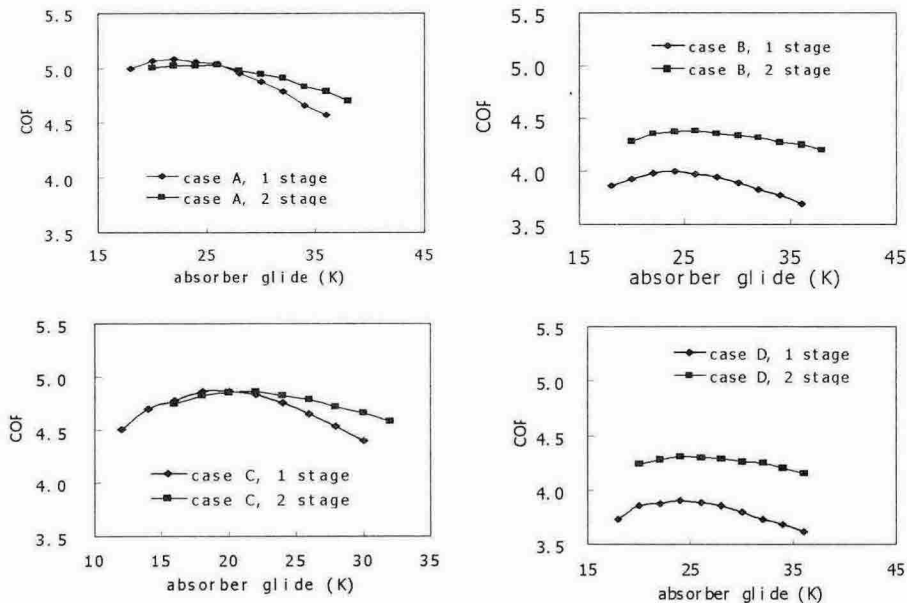 5.5
5.0
4.5
4.0
3.5
COF
case A, 1 stage
case A, 2 stage
15 25 35 45
absorber glide (K)
5.5
5.0
4.5
4.0
3.5
COF
case B, 1 stage
case B, 2 stage
15 25 35 45
absorber glide (K)
5.5
5.0
4.5
4.0
3.5
COF
case C, 1 stage
case C, 2 stage
10 15 20 25 30 35
absorber glide (K)
5.5
5.0
4.5
4.0
3.5
COF
case D, 1 stage
case D, 2 stage
15 25 35 45
absorber glide (K)